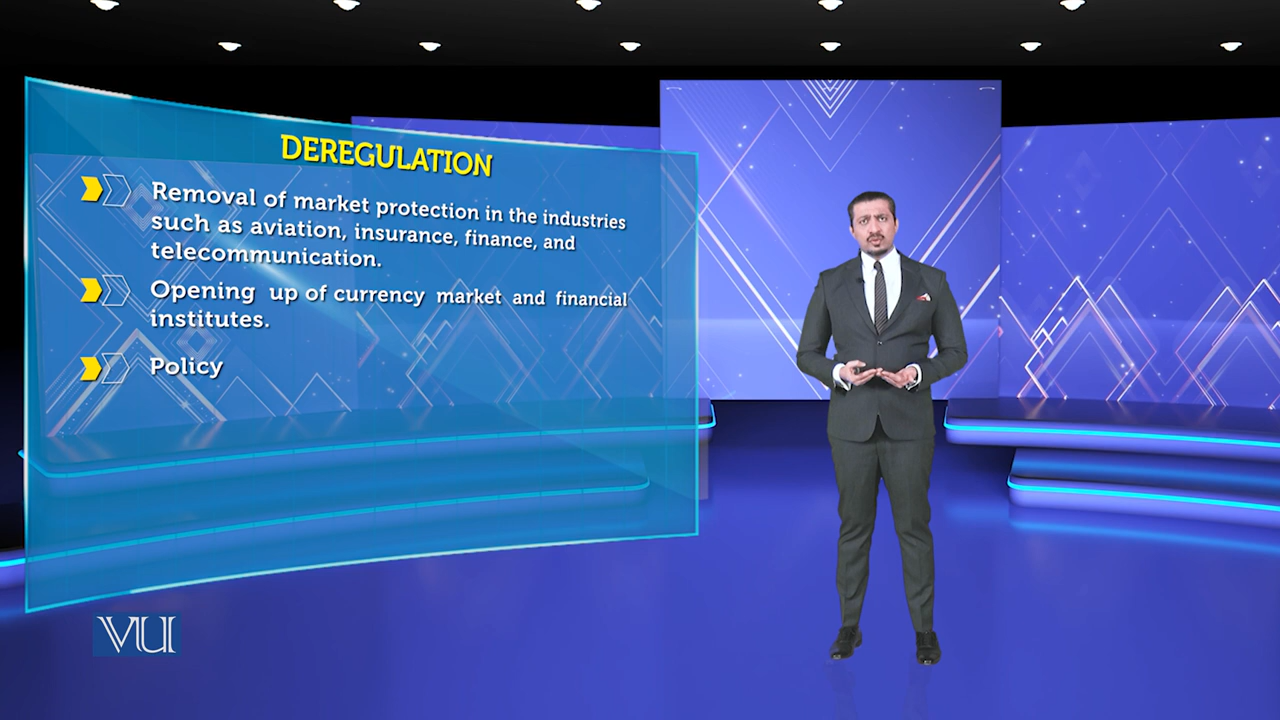 DEREGULATION
Removal of market protection in the industries
such as aviation, insurance, finance, and
telecommunication.
Opening up of currency market and financial
institutes.
Policy
VU